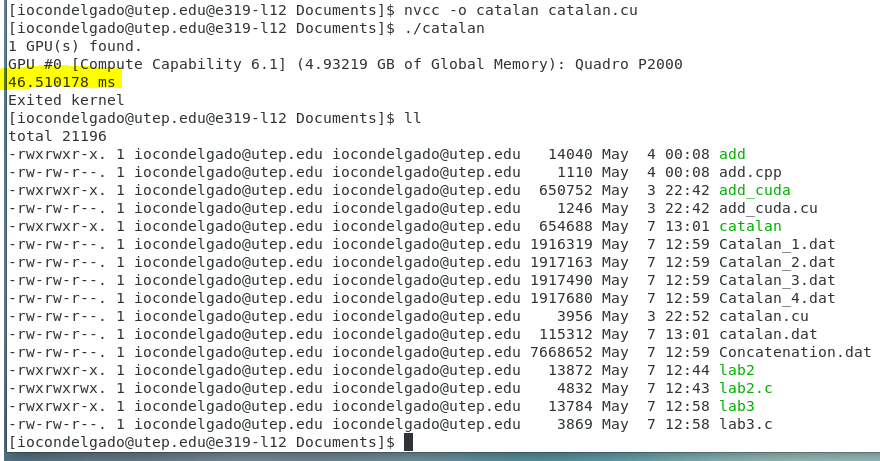 [iocondelgado@utep.edu@e319-l12 Documents]$ nvcc -o catalan catalan.cu
[iocondelgado@utep.edu@e319-l12 Documents]$ ./catalan
1 GPU(s) found.
GPU #0 [Compute Capability 6.1] (4.93219 GB of Global Memory): Quadro P2000
46.510178 ms
Exited kernel
[iocondelgado@utep.edu@e319-l12 Documents]$ ll
total 21196
-rwxrwxr-x. 1 iocondelgado@utep.edu iocondelgado@utep.edu   14040 May  4 00:08 add
-rw-rw-r--. 1 iocondelgado@utep.edu iocondelgado@utep.edu    1110 May  4 00:08 add.cpp
-rwxrwxr-x. 1 iocondelgado@utep.edu iocondelgado@utep.edu  650752 May  3 22:42 add_cuda
-rw-rw-r--. 1 iocondelgado@utep.edu iocondelgado@utep.edu    1246 May  3 22:42 add_cuda.cu
-rwxrwxr-x. 1 iocondelgado@utep.edu iocondelgado@utep.edu  654688 May  7 13:01 catalan
-rw-rw-r--. 1 iocondelgado@utep.edu iocondelgado@utep.edu 1916319 May  7 12:59 Catalan_1.dat
-rw-rw-r--. 1 iocondelgado@utep.edu iocondelgado@utep.edu 1917163 May  7 12:59 Catalan_2.dat
-rw-rw-r--. 1 iocondelgado@utep.edu iocondelgado@utep.edu 1917490 May  7 12:59 Catalan_3.dat
-rw-rw-r--. 1 iocondelgado@utep.edu iocondelgado@utep.edu 1917680 May  7 12:59 Catalan_4.dat
-rw-rw-r--. 1 iocondelgado@utep.edu iocondelgado@utep.edu    3956 May  3 22:52 catalan.cu
-rw-rw-r--. 1 iocondelgado@utep.edu iocondelgado@utep.edu  115312 May  7 13:01 catalan.dat
-rw-rw-r--. 1 iocondelgado@utep.edu iocondelgado@utep.edu 7668652 May  7 12:59 Concatenation.dat
-rwxrwxr-x. 1 iocondelgado@utep.edu iocondelgado@utep.edu   13872 May  7 12:44 lab2
-rwxrwxrwx. 1 iocondelgado@utep.edu iocondelgado@utep.edu    4832 May  7 12:43 lab2.c
-rwxrwxr-x. 1 iocondelgado@utep.edu iocondelgado@utep.edu   13784 May  7 12:58 lab3
-rw-rw-r--. 1 iocondelgado@utep.edu iocondelgado@utep.edu    3869 May  7 12:58 lab3.c
[iocondelgado@utep.edu@e319-l12 Documents]$